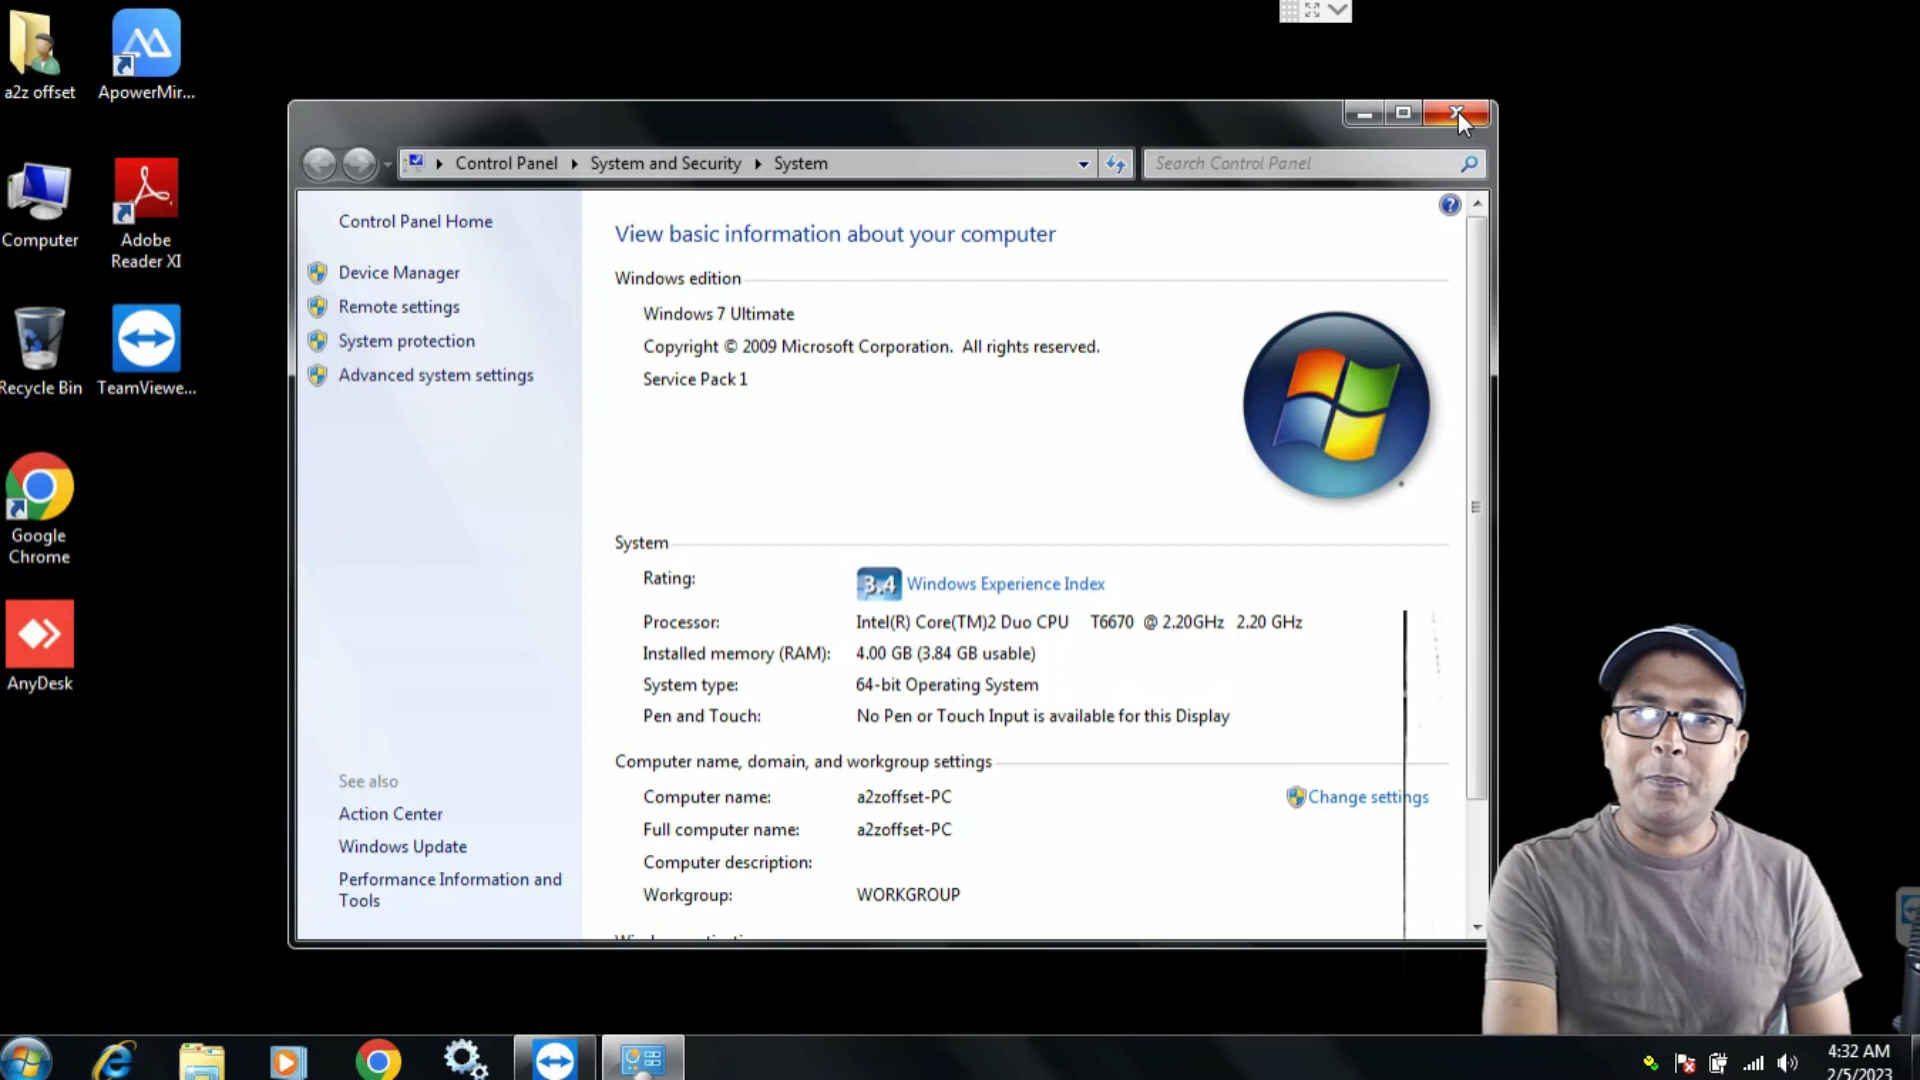 a2z offset
ApowerMir...
Computer
Adobe
Reader XI
Recycle Bin
TeamViewe...
Google
Chrome
AnyDesk
Control Panel
System and Security
System
Search Control Panel
Control Panel Home
Device Manager
Remote settings
System protection
Advanced system settings
See also
Action Center
Windows Update
Performance Information and
Tools
View basic information about your computer
Windows edition
Windows 7 Ultimate
Copyright © 2009 Microsoft Corporation. All rights reserved.
Service Pack 1
System
Rating:
3.4 Windows Experience Index
Processor: Intel(R) Core(TM)2 Duo CPU T6670 @ 2.20GHz 2.20 GHz
Installed memory (RAM): 4.00 GB (3.84 GB usable)
System type: 64-bit Operating System
Pen and Touch: No Pen or Touch Input is available for this Display
Computer name, domain, and workgroup settings
Computer name: a2zoffset-PC
Change settings
Full computer name: a2zoffset-PC
Computer description:
Workgroup: WORKGROUP
4:32 AM
2/5/2023